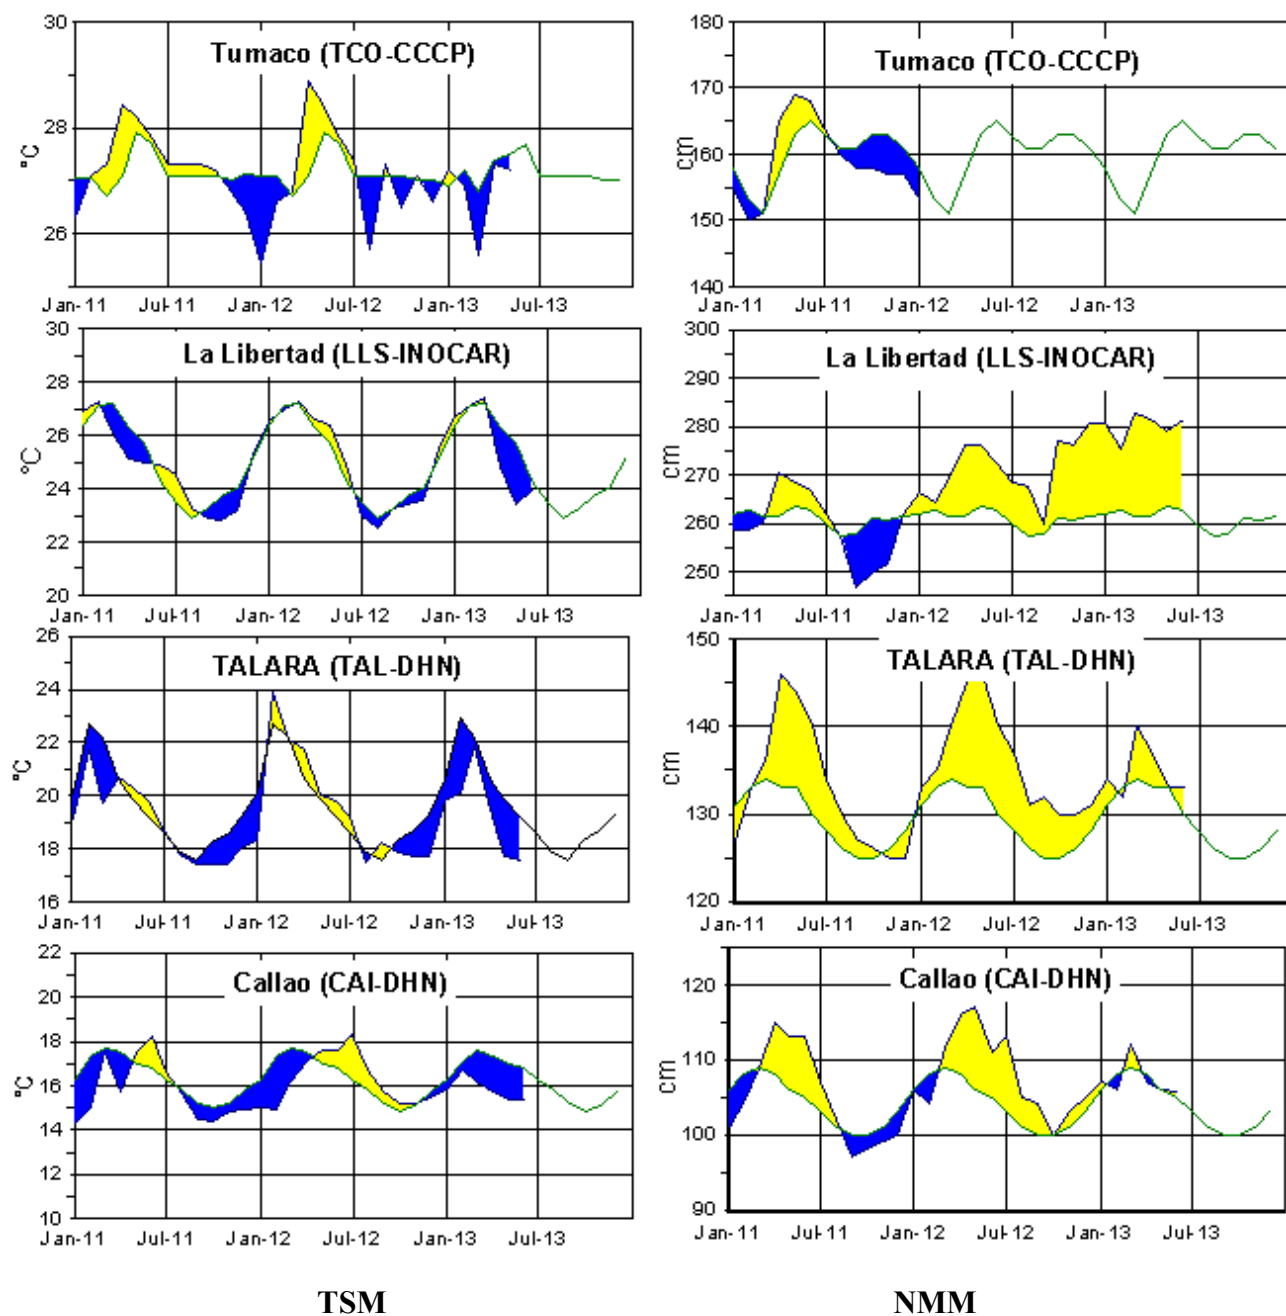 30
28
26
°C
Tumaco (TCO-CCCP)
Jan-11 Jul-11 Jan-12 Jul-12 Jan-13 Jul-13
180
170
160
150
140
cm
Tumaco (TCO-CCCP)
Jan-11 Jul-11 Jan-12 Jul-12 Jan-13
30
28
26
24
22
20
°C
La Libertad (LLS-INOCAR)
Jan-11 Jul-11 Jan-12 Jul-12 Jan-13 Jul-13
300
290
280
270
260
250
cm
La Libertad (LLS-INOCAR)
Jan-11 Jul-11 Jan-12 Jul-12 Jan-13 Jul-13
26
24
22
20
18
16
°C
TALARA (TAL-DHN)
Jan-11 Jul-11 Jan-12 Jul-12 Jan-13 Jul-13
150
140
130
120
cm
TALARA (TAL-DHN)
Jan-11 Jul-11 Jan-12 Jul-12 Jan-13 Jul-13
22
20
18
16
14
12
10
°C
Callao (CAl-DHN)
Jan-11 Jul-11 Jan-12 Jul-12 Jan-13 Jul-13
120
110
100
90
cm
Callao (CAl-DHN)
Jan-11 Jul-11 Jan-12 Jul-12 Jan-13 Jul-13
TSM
NMM